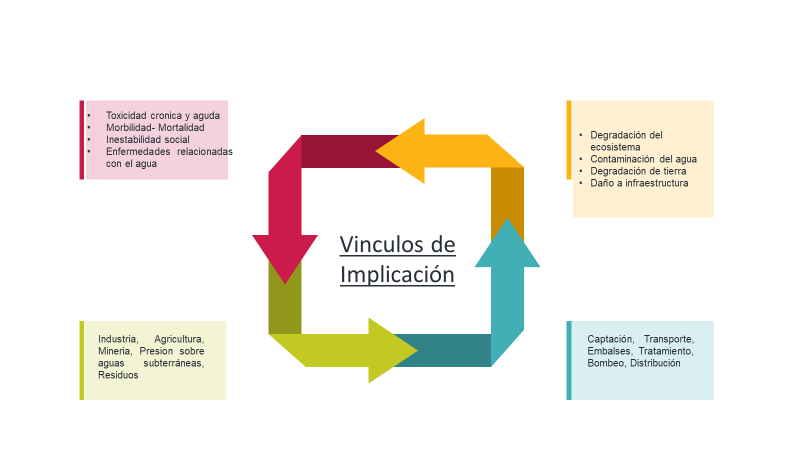 • Toxicidad cronica y aguda
• Morbilidad- Mortalidad
• Inestabilidad social
• Enfermedades relacionadas
con el agua
• Degradación del
ecosistema
• Contaminación del agua
• Degradación de tierra
• Daño a infraestructura
Vinculos de
Implicación
Industria, Agricultura,
Mineria, Presion sobre
aguas subterráneas,
Residuos
Captación, Transporte,
Embalses, Tratamiento,
Bombeo, Distribución